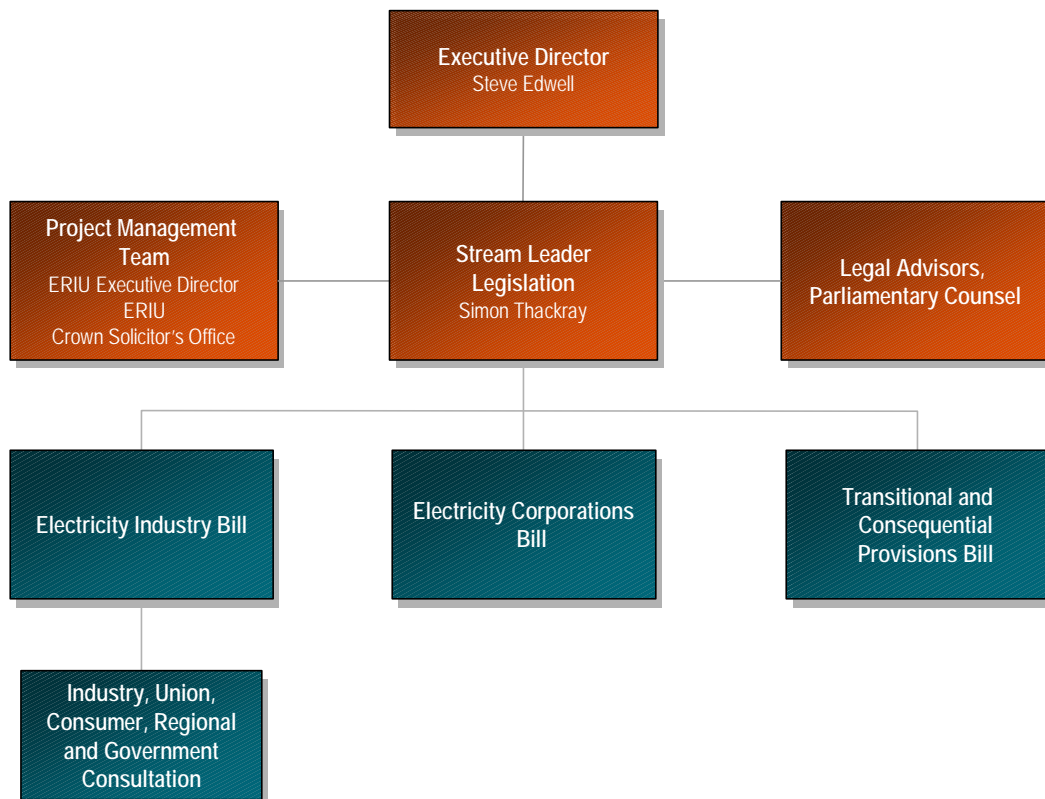 Executive Director
Steve Edwell
Project Management
Team
ERIU Executive Director
ERIU
Crown Solicitor's Office
Stream Leader
Legislation
Simon Thackray
Legal Advisors,
Parliamentary Counsel
Electricity Industry Bill
Electricity Corporations
Bill
Transitional and
Consequential
Provisions Bill
Industry, Union,
Consumer, Regional
and Government
Consultation